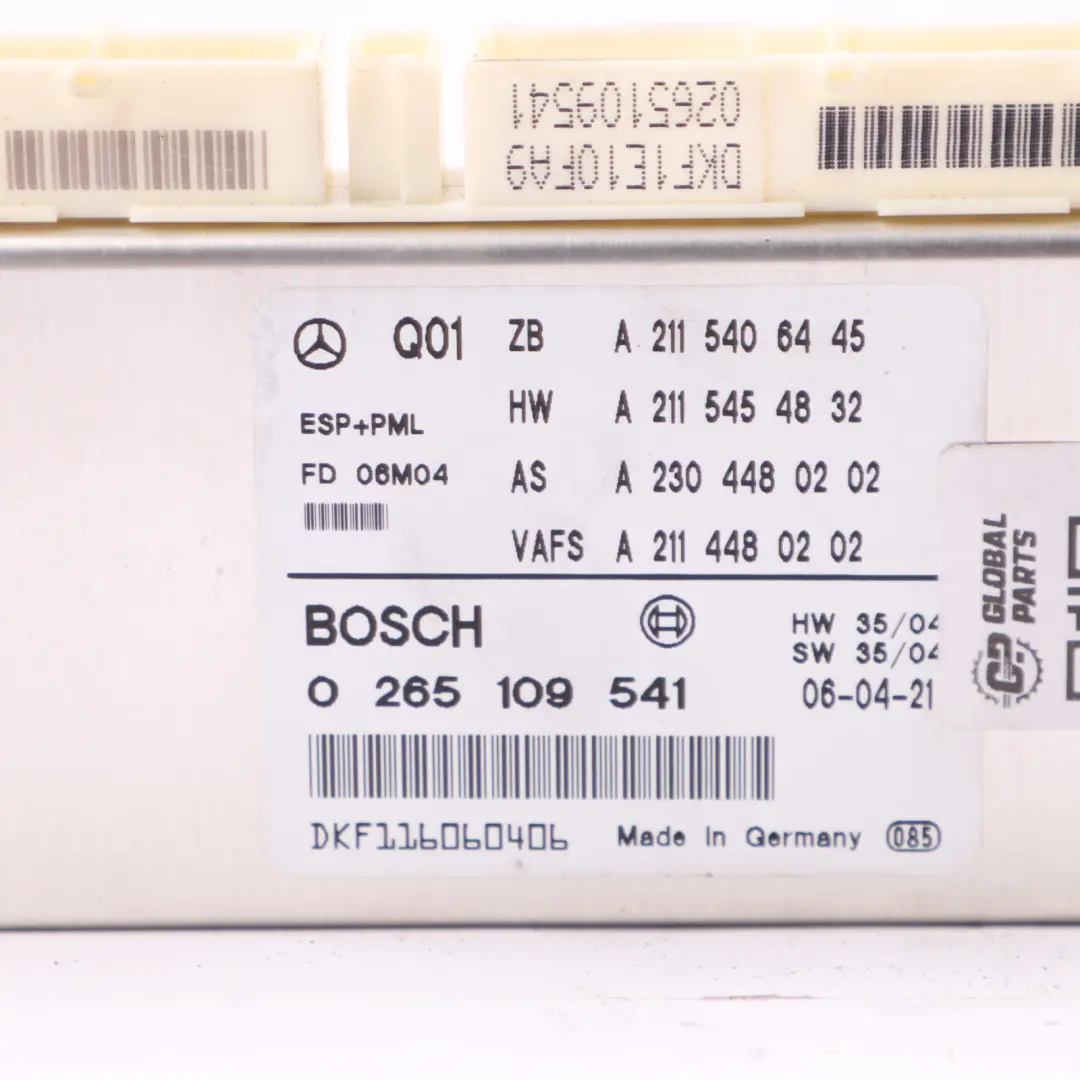 0265109541
DKF1E10FA9
Q01
ZB A 211 540 64 45
HW A 211 545 48 32
ESP+PML
FD 06M04
AS A 230 448 02 02
VAFS A 211 448 02 02
BOSCH
HW 35/04
SW 35/04
0 265 109 541
06-04-21
DKF116060406
Made in Germany 085
GLOBAL
PARTS